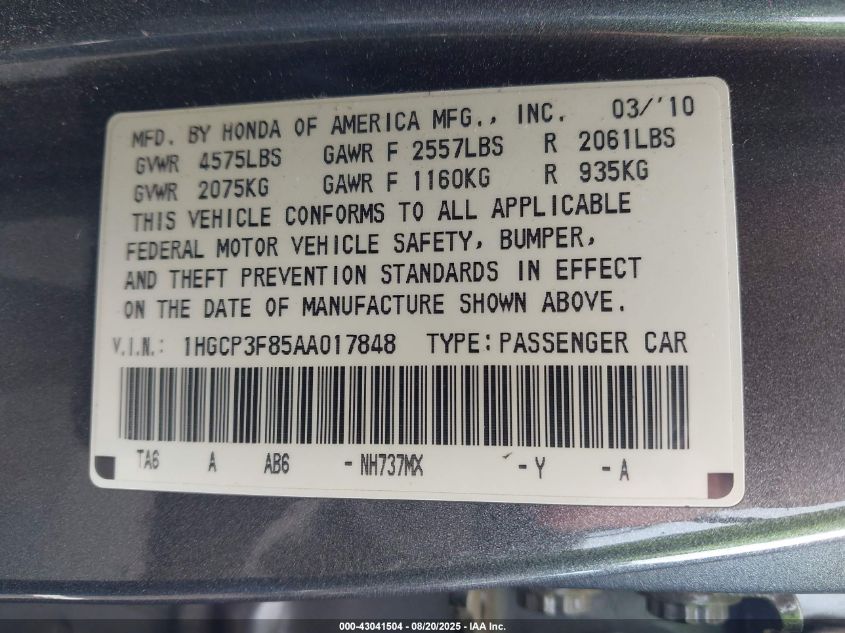 MFD. BY HONDA OF AMERICA MFG., INC. 03/'10
GVWR 4575LBS GAWR F 2557LBS R 2061LBS
GVWR 2075KG GAWR F 1160KG R 935KG
THIS VEHICLE CONFORMS TO ALL APPLICABLE
FEDERAL MOTOR VEHICLE SAFETY, BUMPER,
AND THEFT PREVENTION STANDARDS IN EFFECT
ON THE DATE OF MANUFACTURE SHOWN ABOVE.
V.I.N.: 1HGCP3F85AA017848 TYPE: PASSENGER CAR
TA6 A AB6 - NH737MX - Y - A
000-43041504 - 08/20/2025 - IAA Inc.